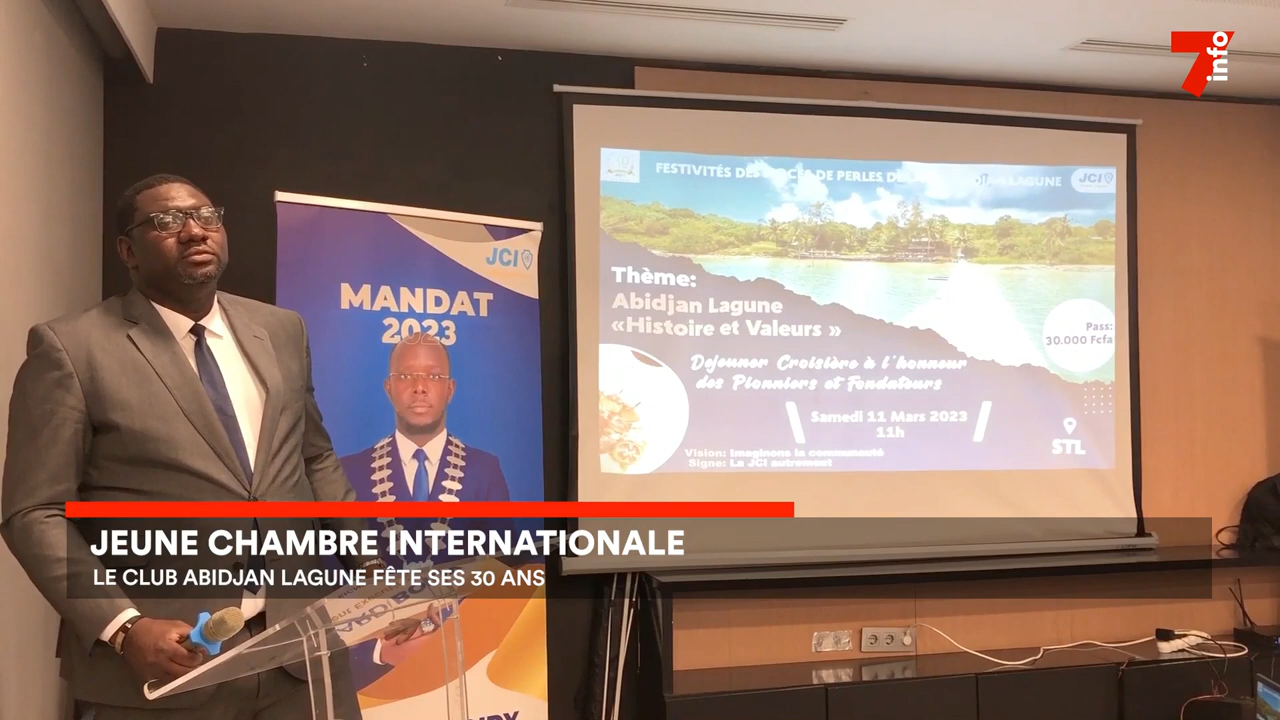 7info
FESTIVITÉS DES DE PERLES LAGUNE
JCI
Thème:
Abidjan Lagune
«Histoire et Valeurs »
Pass:
30.000 Fcfa
Dejeuner Croisière à l'honneur
des Pionniers et Fondateurs
Samedi 11 Mars 2023
11h
STL
Vision: Imaginons la communauté
Signe: La JCI autrement
JCI
MANDAT
2023
JEUNE CHAMBRE INTERNATIONALE
LE CLUB ABIDJAN LAGUNE FÊTE SES 30 ANS